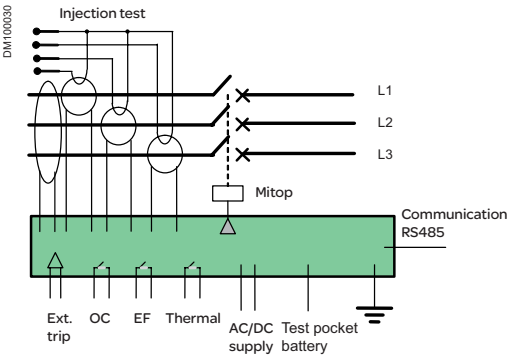 DM100030
Injection test
L1
L2
L3
Mitop
Communication
RS485
Ext.
trip
OC
EF
Thermal
AC/DC
supply
Test pocket
battery